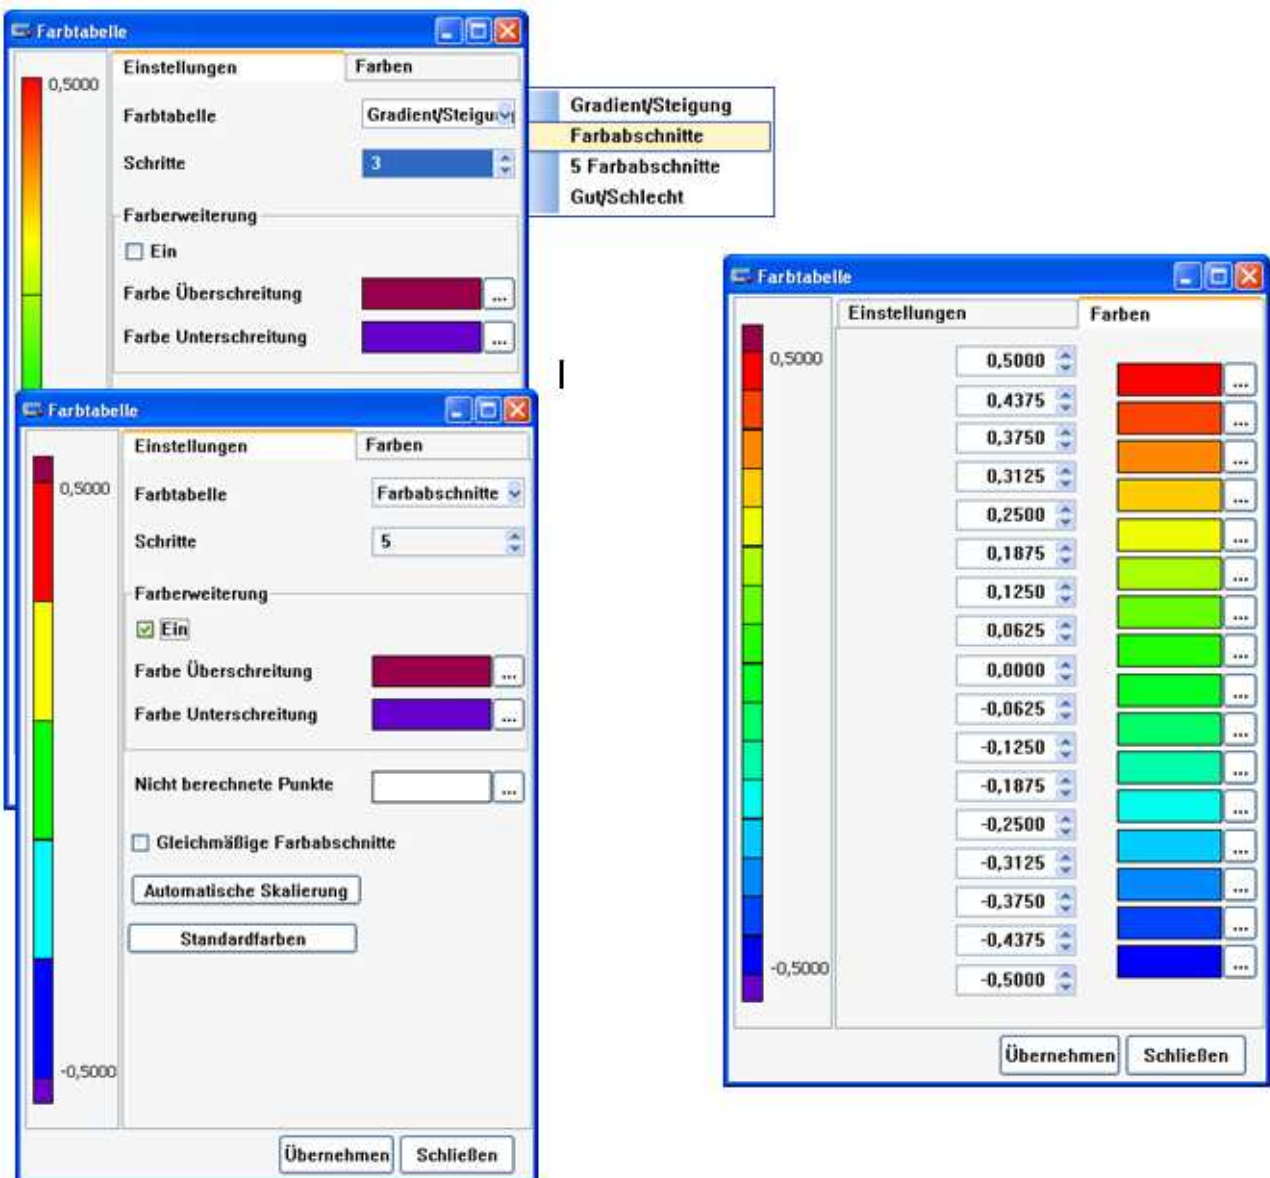 Farbtabelle
0,5000
Einstellungen
Farben
Farbtabelle
Gradient/Steigung
Schritte
3
Farberweiterung
Ein
Farbe Überschreitung
...
Farbe Unterschreitung
...
Gradient/Steigung
Farbabschnitte
5 Farbabschnitte
Gut/Schlecht
Farbtabelle
0,5000
-0,5000
Einstellungen
Farben
Farbtabelle
Farbabschnitte
Schritte
5
Farberweiterung
Ein
Farbe Überschreitung
...
Farbe Unterschreitung
...
Nicht berechnete Punkte
...
Gleichmäßige Farbabschnitte
Automatische Skalierung
Standardfarben
Übernehmen
Schließen
Farbtabelle
0,5000
-0,5000
Einstellungen
Farben
0,5000
...
0,4375
...
0,3750
...
0,3125
...
0,2500
...
0,1875
...
0,1250
...
0,0625
...
0,0000
...
-0,0625
...
-0,1250
...
-0,1875
...
-0,2500
...
-0,3125
...
-0,3750
...
-0,4375
...
-0,5000
Übernehmen
Schließen